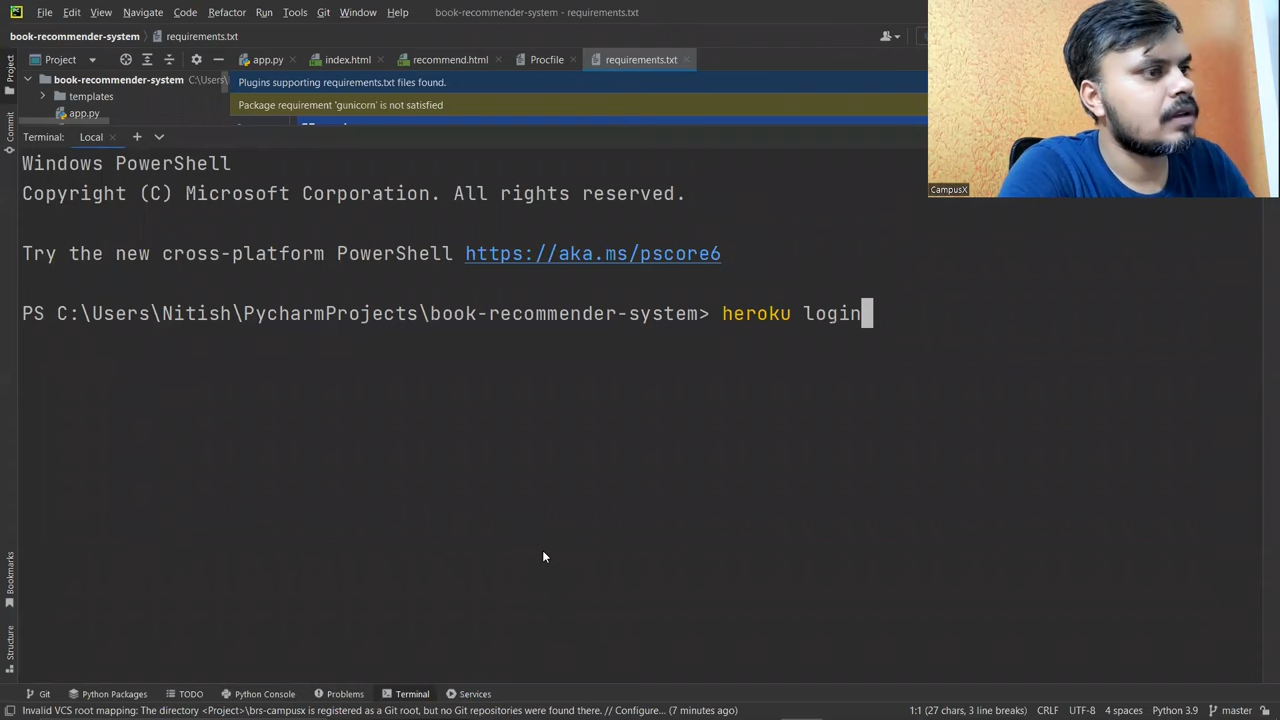 File Edit View Navigate Code Refactor Run Tools Git Window Help book-recommender-system - requirements.txt
book-recommender-system requirements.txt
Project app.py index.html recommend.html Procfile requirements.txt
Project
book-recommender-system C:\Users\
Plugins supporting requirements.txt files found.
templates
Package requirement 'gunicorn' is not satisfied
app.py
Commit
Terminal: Local
Windows PowerShell
Copyright (C) Microsoft Corporation. All rights reserved.
CampusX
Try the new cross-platform PowerShell https://aka.ms/pscore6
PS C:\Users\Nitish\PycharmProjects\book-recommender-system> heroku login
Bookmarks
Structure
Git Python Packages TODO Python Console Problems Terminal Services
Invalid VCS root mapping: The directory <Project>\brs-campusx is registered as a Git root, but no Git repositories were found there. // Configure... (7 minutes ago) 1:1 (27 chars, 3 line breaks) CRLF UTF-8 4 spaces Python 3.9 master